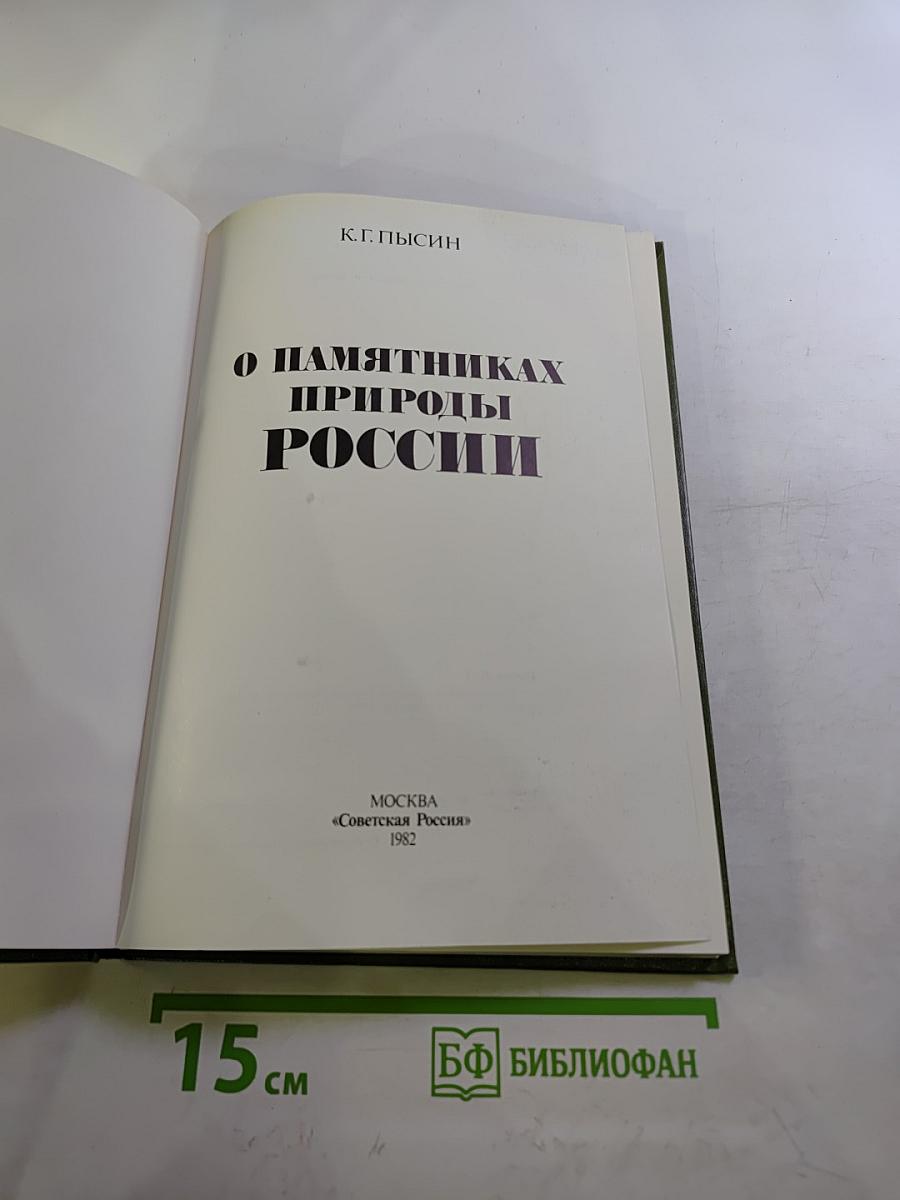 К. Г. ПЫСИН
О ПАМЯТНИКАХ
ПРИРОДЫ
РОССИИ
МОСКВА
«Советская Россия»
1982
15 см
БФ БИБЛИОФАН